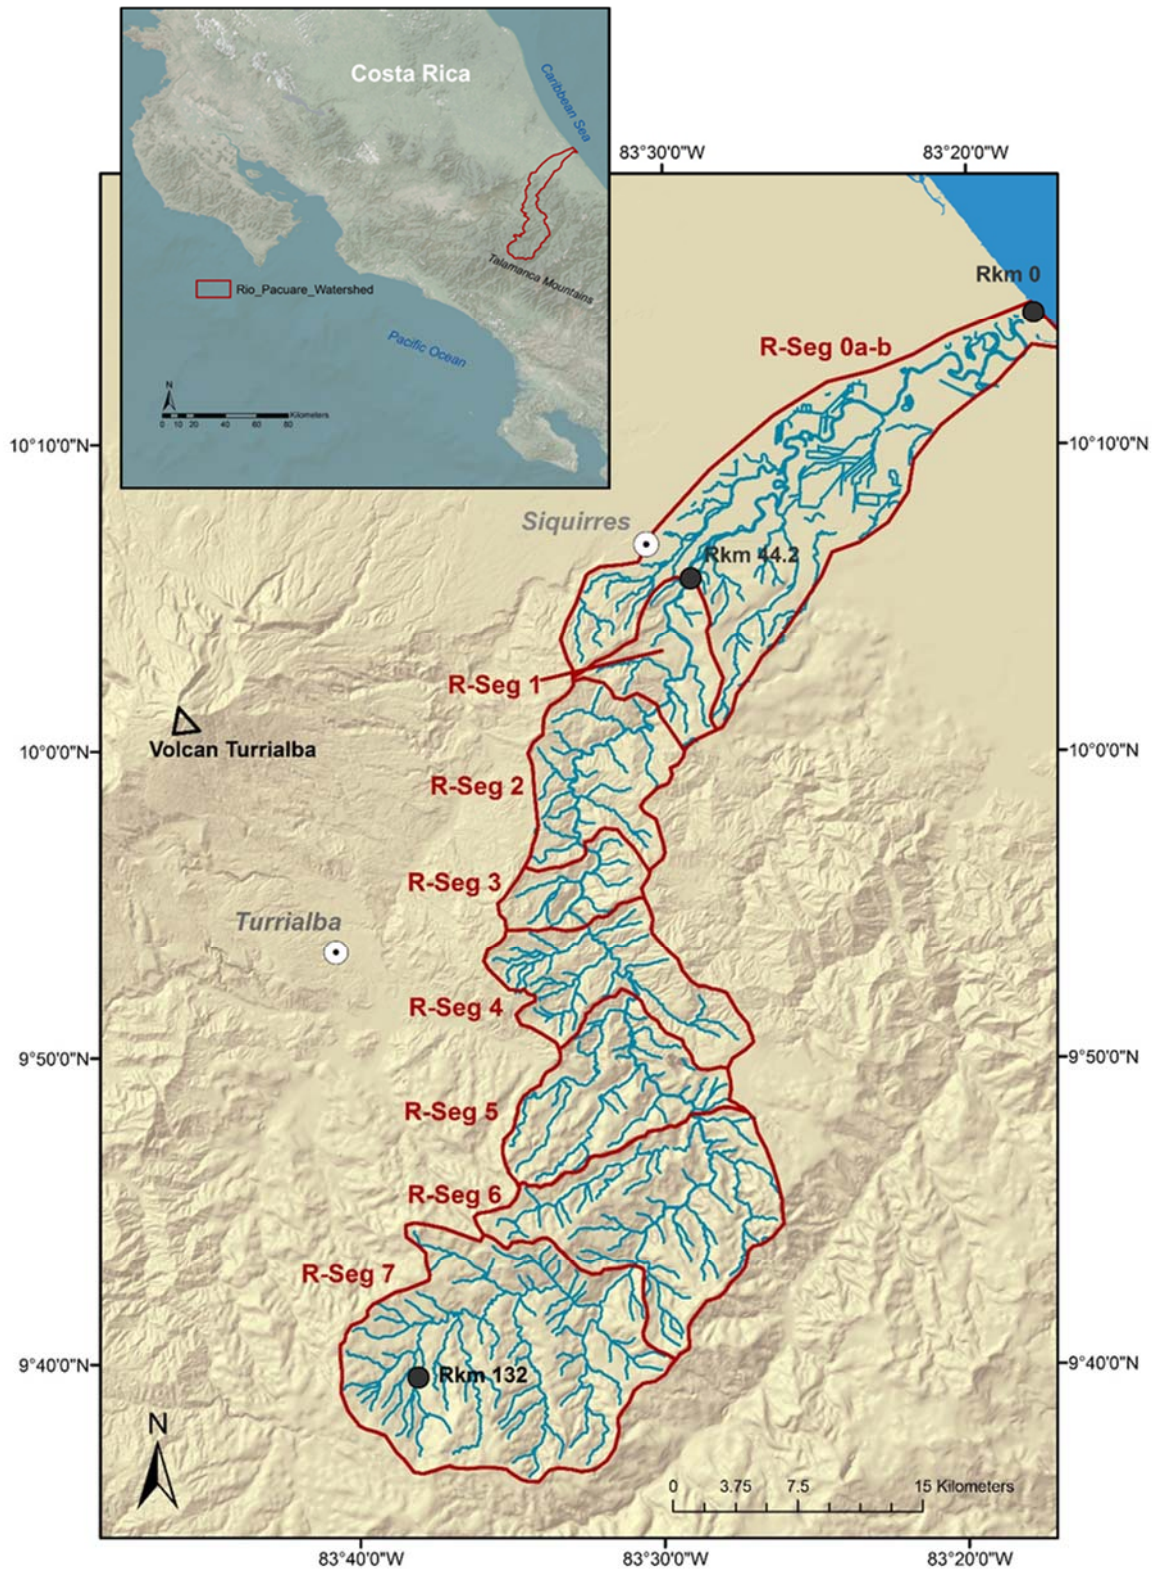 Costa Rica
Caribbean Sea
Talamanca Mountains
Rio_Pacuare_Watershed
Pacific Ocean
N
Kilometers
0 10 20 40 60 80
83°30'0"W 83°20'0"W
Rkm 0
R-Seg 0a-b
10°10'0"N 10°10'0"N
Siquirres
Rkm 44.2
R-Seg 1
Volcan Turrialba
10°0'0"N 10°0'0"N
R-Seg 2
R-Seg 3
Turrialba
R-Seg 4
9°50'0"N 9°50'0"N
R-Seg 5
R-Seg 6
R-Seg 7
9°40'0"N 9°40'0"N
Rkm 132
N
0 3.75 7.5 15 Kilometers
83°40'0"W 83°30'0"W 83°20'0"W